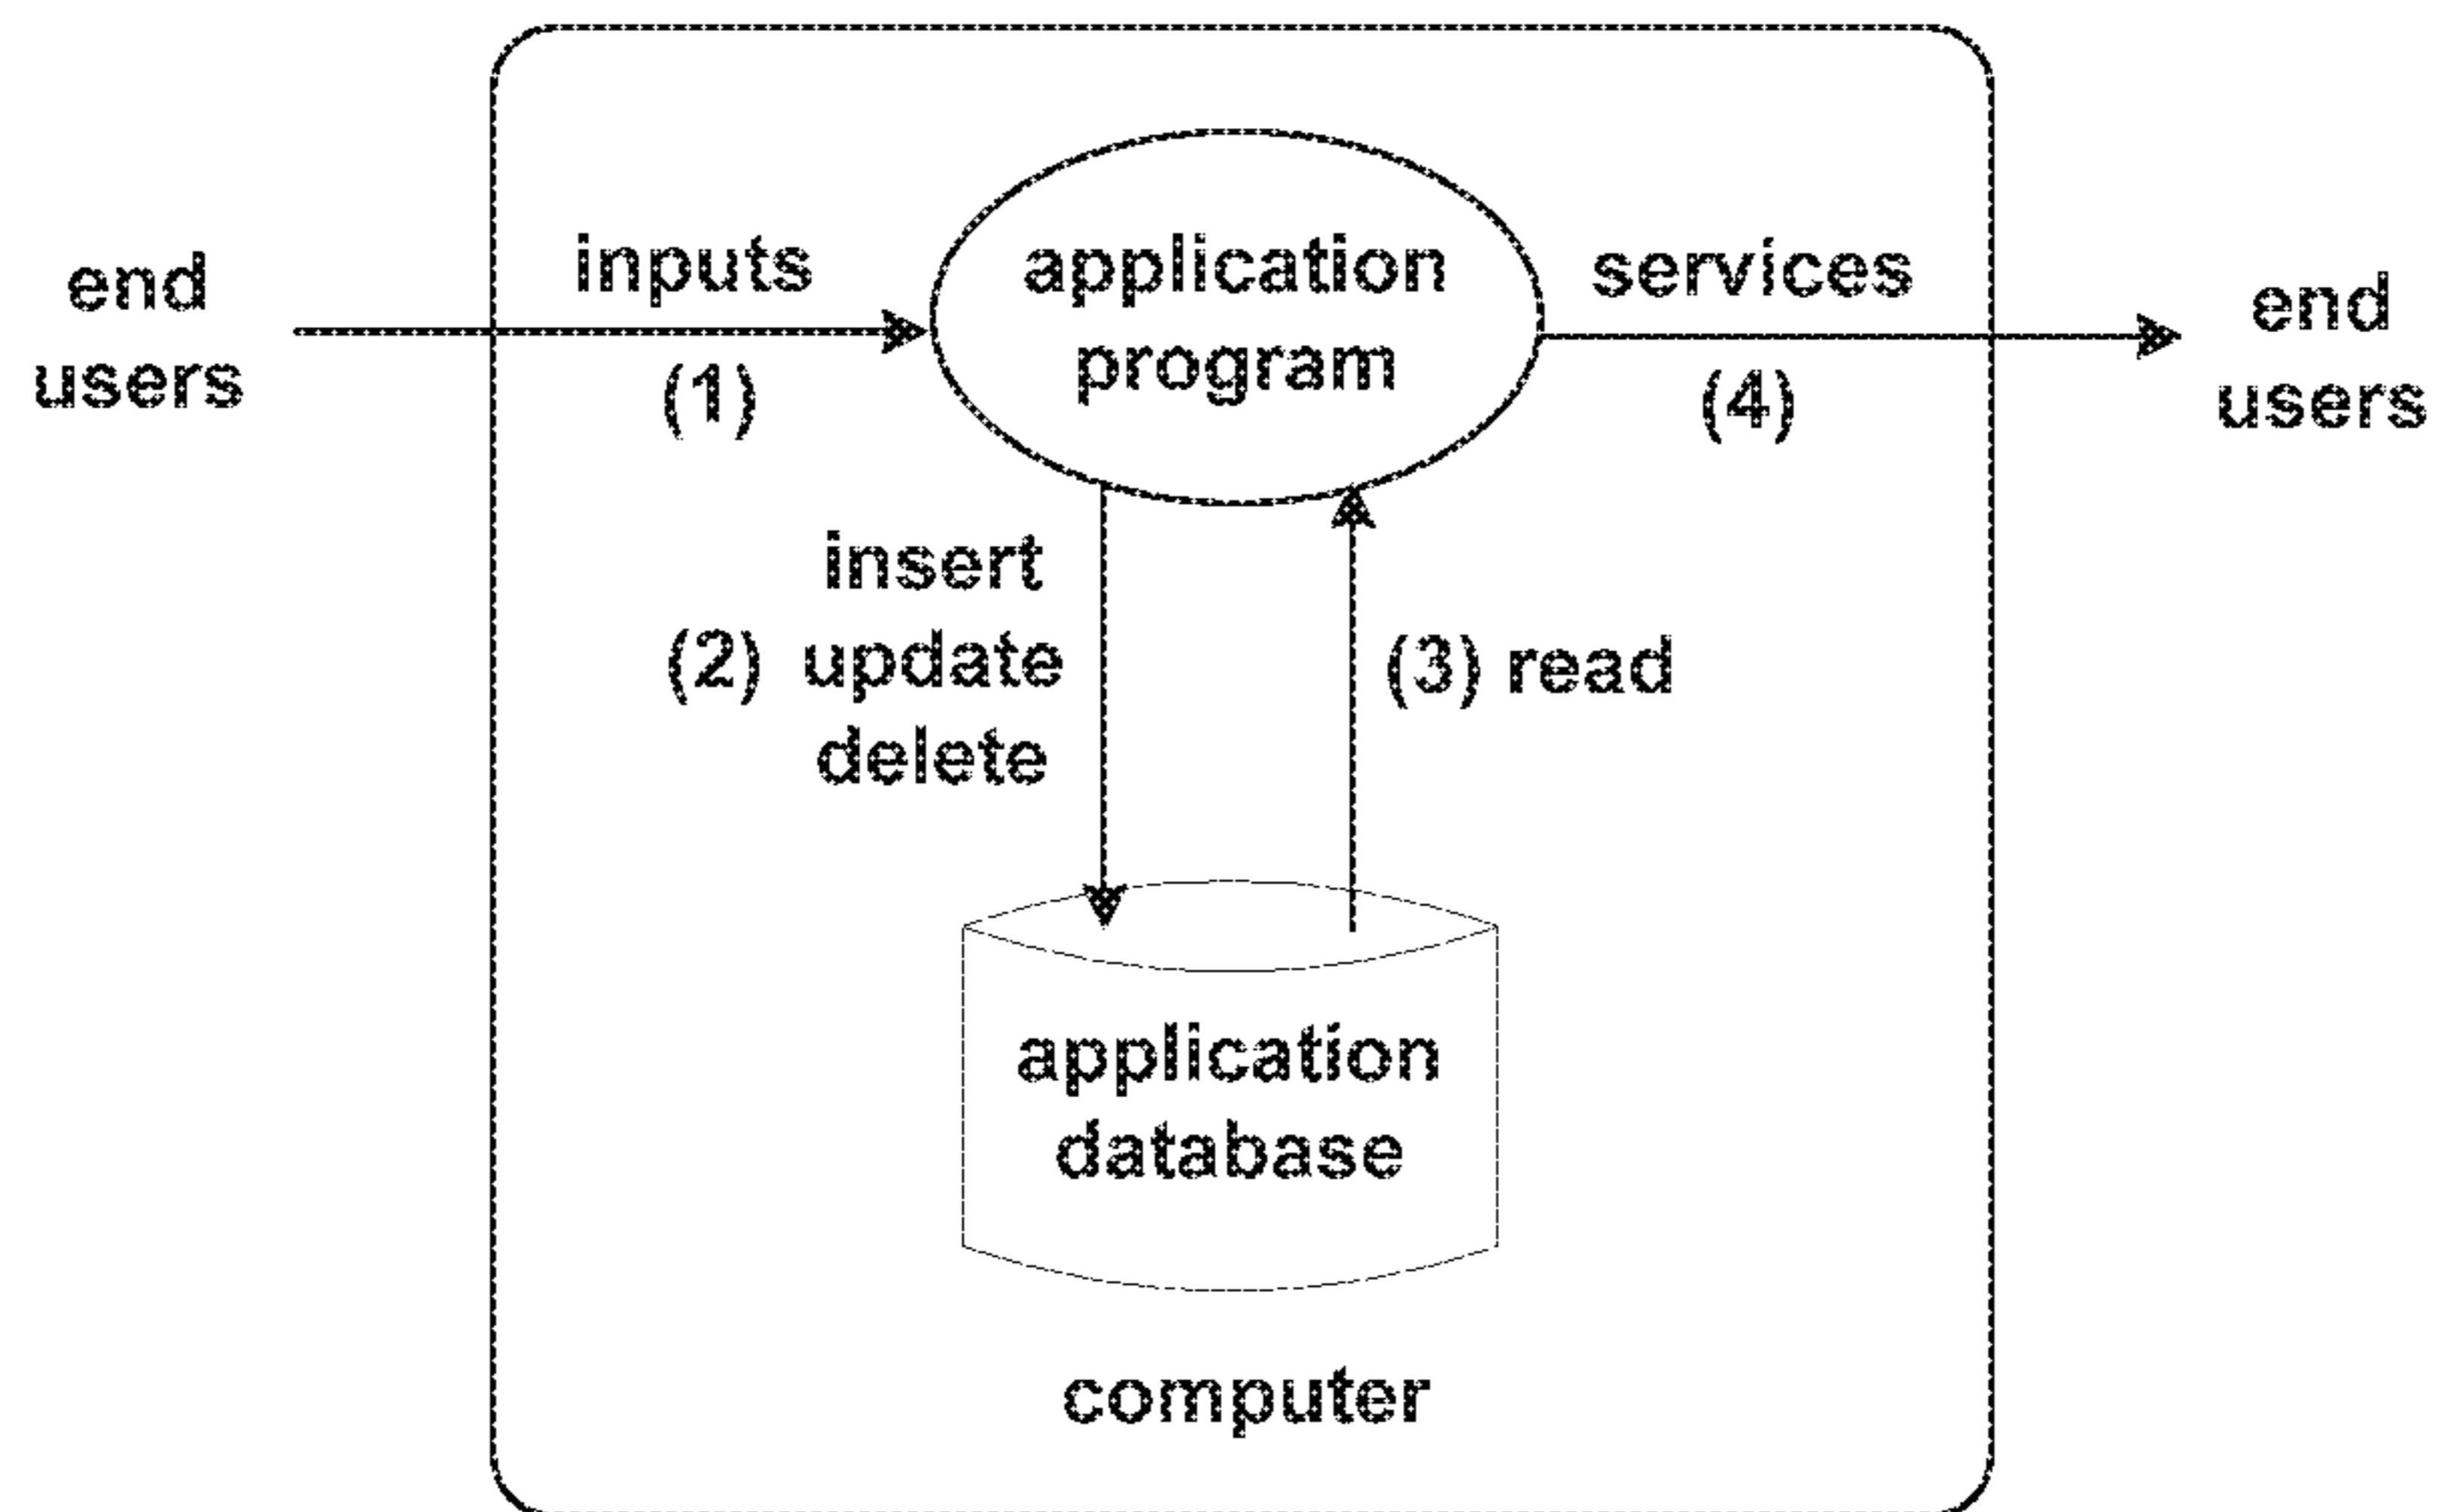 end
users
inputs
(1)
application
program
services
(4)
end
users
insert
(2) update
delete
(3) read
application
database
computer